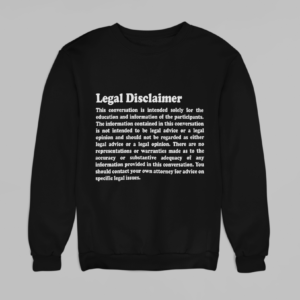 Legal Disclaimer
This conversation is intended solely for the
education and information of the participants.
The information contained in this conversation
is not intended to be legal advice or a legal
opinion and should not be regarded as either
legal advice or a legal opinion. There are no
representations or warranties made as to the
accuracy or substantive adequacy of any
information provided in this conversation. You
should contact your own attorney for advice on
specific legal issues.